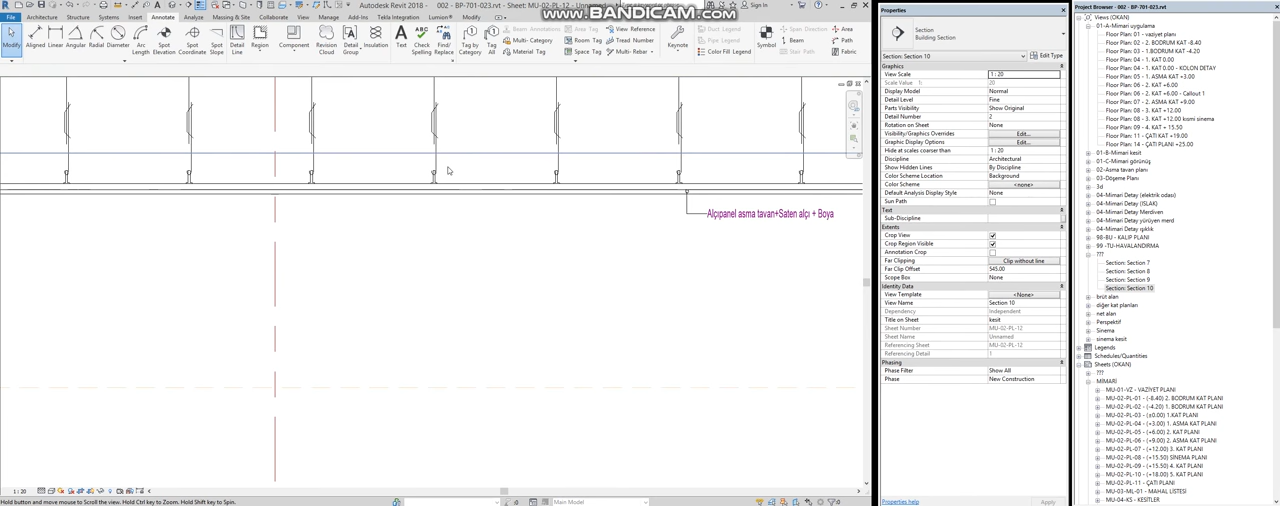 Autodesk Revit 2018 -
002 - BP-701-023.rvt - Sheet: MU-02-PL-12 - Unnamed
www.BANDICAM.com
Sign In
Architecture
Structure
Systems
Insert
Annotate
Analyze
Massing & Site
Collaborate
View
Manage
Add-Ins
Tekla Integration
Lumion®
Modify
Modify
Aligned
Linear
Angular
Radial
Diameter
Arc Length
Spot Elevation
Spot Coordinate
Spot Slope
Detail Line
Region
Component
Revision Cloud
Detail Group
Insulation
Text
Check Spelling
Find/ Replace
Tag by Category
Tag All
Beam Annotations
Multi-Category
Material Tag
Area Tag
Room Tag
Space Tag
View Reference
Tread Number
Multi- Rebar
Keynote
Duct Legend
Pipe Legend
Color Fill Legend
Symbol
Span Direction
Beam
Stair Path
Area
Path
Fabric
Alçıpanel asma tavan+Saten alçı + Boya
1 : 20
Hold button and move mouse to Scroll the view. Hold Ctrl key to Zoom. Hold Shift key to Spin.
Main Model
Properties
Section
Building Section
Section: Section 10
Edit Type
Graphics
View Scale 1 : 20
Scale Value 1: 20
Display Model Normal
Detail Level Fine
Parts Visibility Show Original
Detail Number 2
Rotation on Sheet None
Visibility/Graphics Overrides Edit...
Graphic Display Options Edit...
Hide at scales coarser than 1 : 20
Discipline Architectural
Show Hidden Lines By Discipline
Color Scheme Location Background
Color Scheme <none>
Default Analysis Display Style None
Sun Path
Text
Sub-Discipline
Extents
Crop View
Crop Region Visible
Annotation Crop
Far Clipping Clip without line
Far Clip Offset 545.00
Scope Box None
Identity Data
View Template <None>
View Name Section 10
Dependency Independent
Title on Sheet kesit
Sheet Number MU-02-PL-12
Sheet Name Unnamed
Referencing Sheet MU-02-PL-12
Referencing Detail 1
Phasing
Phase Filter Show All
Phase New Construction
Properties help
Apply
Project Browser - 002 - BP-701-023.rvt
Views (OKAN)
01-A-Mimari uygulama
Floor Plan: 01 - vaziyet planı
Floor Plan: 02 - 2. BODRUM KAT -8.40
Floor Plan: 03 - 1.BODRUM KAT -4.20
Floor Plan: 04 - 1. KAT 0.00
Floor Plan: 04 - 1. KAT 0.00 - KOLON DETAY
Floor Plan: 05 - 1. ASMA KAT +3.00
Floor Plan: 06 - 2. KAT +6.00
Floor Plan: 06 - 2. KAT +6.00 - Callout 1
Floor Plan: 07 - 2. ASMA KAT +9.00
Floor Plan: 08 - 3. KAT +12.00
Floor Plan: 08 - 3. KAT +12.00 kısmi sinema
Floor Plan: 09 - 4. KAT + 15.50
Floor Plan: 11 - ÇATI KAT +19.00
Floor Plan: 14 - ÇATI PLANI +25.00
01-B-Mimari kesit
01-C-Mimari görünüş
02-Asma tavan planı
03-Döşeme Planı
3d
04-Mimari Detay (elektrik odası)
04-Mimari Detay (ISLAK)
04-Mimari Detay Merdiven
04-Mimari Detay yürüyen merd
04-Mimari Detay ışıklık
98-BU - KALIP PLANI
99 -TU-HAVALANDIRMA
???
Section: Section 7
Section: Section 8
Section: Section 9
Section: Section 10
brüt alan
diğer kat planları
net alan
Perspektif
Sinema
sinema kesit
Legends
Schedules/Quantities
Sheets (OKAN)
???
MİMARİ
MU-01-VZ - VAZİYET PLANI
MU-02-PL-01 - (-8.40) 2. BODRUM KAT PLANI
MU-02-PL-02 - (-4.20) 1. BODRUM KAT PLANI
MU-02-PL-03 - (±0.00) 1.KAT PLANI
MU-02-PL-04 - (+3.00) 1. ASMA KAT PLANI
MU-02-PL-05 - (+6.00) 2. KAT PLANI
MU-02-PL-06 - (+9.00) 2. ASMA KAT PLANI
MU-02-PL-07 - (+12.00) 3. KAT PLANI
MU-02-PL-08 - (+15.50) SİNEMA PLANI
MU-02-PL-09 - (+15.50) 4. KAT PLANI
MU-02-PL-10 - (+18.00) 5. KAT PLANI
MU-02-PL-11 - ÇATI PLANI
MU-03-ML-01 - MAHAL LİSTESİ
MU-04-KS - KESİTLER